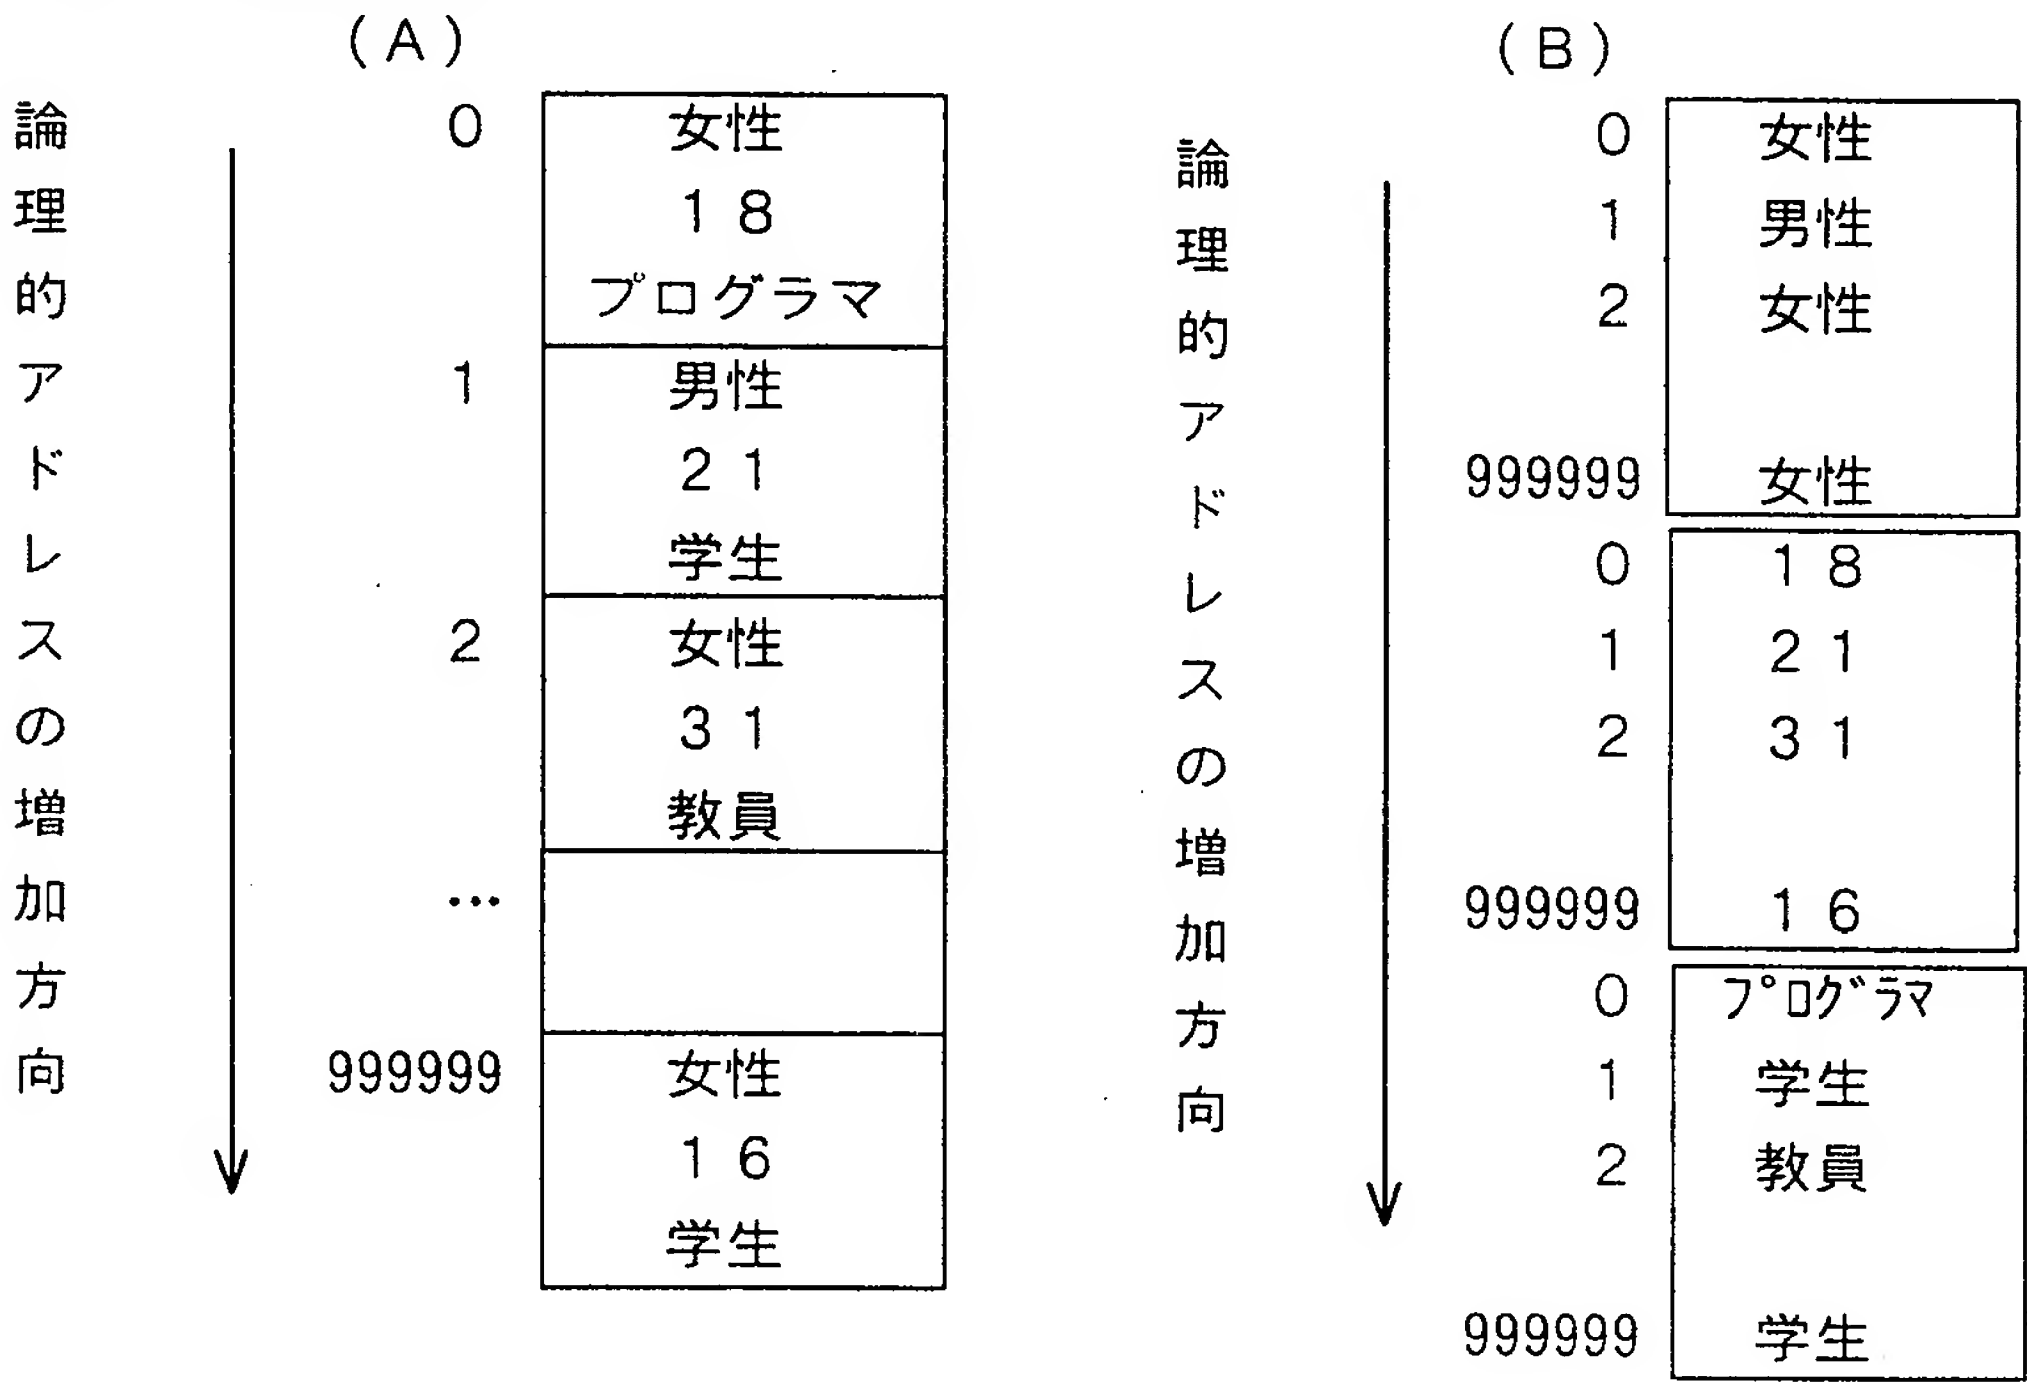 (A)
論理的アドレスの増加方向
0
女性
18
プログラマ
1
男性
21
学生
2
女性
31
教員
…
999999
女性
16
学生
(B)
論理的アドレスの増加方向
0 女性
1 男性
2 女性
999999 女性
0 18
1 21
2 31
999999 16
0 プログラマ
1 学生
2 教員
999999 学生